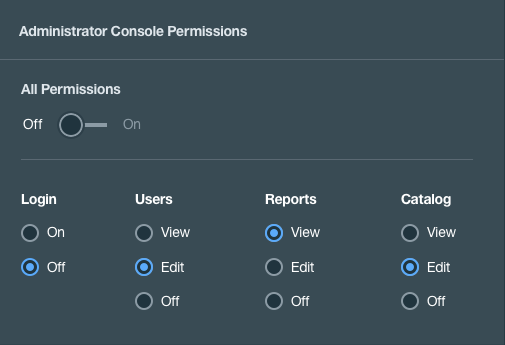 Administrator Console Permissions
All Permissions
Off On
Login Users Reports Catalog
On View View View
Off Edit Edit Edit
Off Off Off